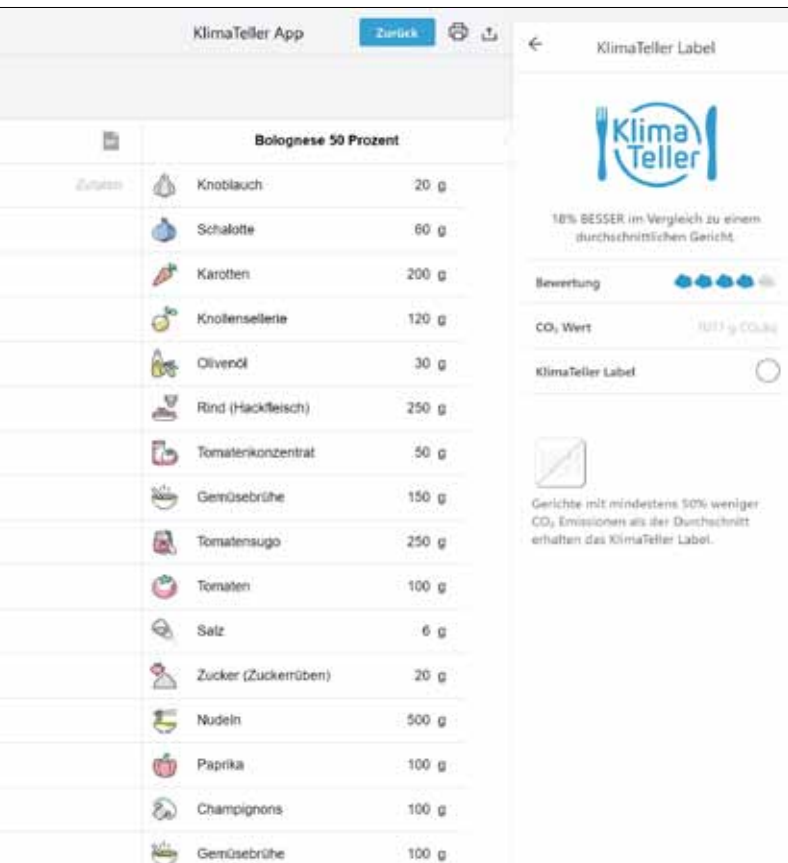 KlimaTeller App
Zurück
KlimaTeller Label
Bolognese 50 Prozent
Klima
Teller
Zutaten
Knoblauch 20 g
Schalotte 60 g
Karotten 200 g
Knollensellerie 120 g
Olivenöl 30 g
Rind (Hackfleisch) 250 g
Tomatenkonzentrat 50 g
Gemüsebrühe 150 g
Tomatensugo 250 g
Tomaten 100 g
Salz 6 g
Zucker (Zuckerrüben) 20 g
Nudeln 500 g
Paprika 100 g
Champignons 100 g
Gemüsebrühe 100 g
18% BESSER im Vergleich zu einem
durchschnittlichen Gericht.
Bewertung
CO₂ Wert
KlimaTeller Label
Gerichte mit mindestens 50% weniger
CO₂ Emissionen als der Durchschnitt
erhalten das KlimaTeller Label.